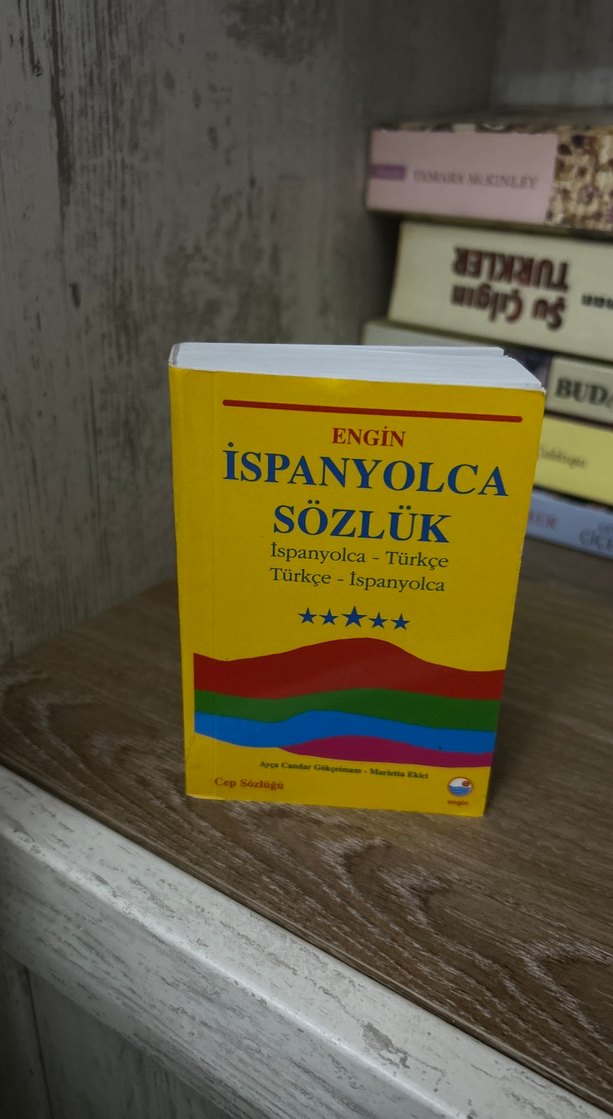 ENGİN
İSPANYOLCA
SÖZLÜK
İspanyolca - Türkçe
Türkçe - İspanyolca
Ayça Candar Gökçeimam - Marietta Ekici
Cep Sözlüğü
engin
TAMARA McKINLEY
Şu Çılgın
TÜRKLER